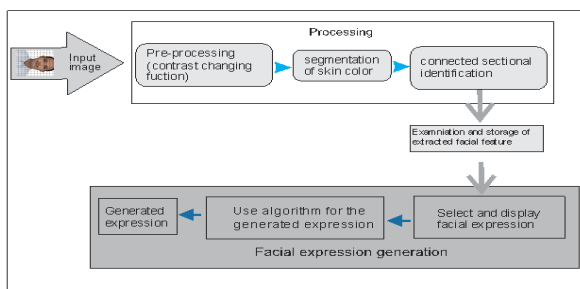 Processing
Input
image
Pre-processing
(contrast changing
fuction)
segmentation
of skin color
connected sectional
identification
Examniation and storage of
extracted facial feature
Generated
expression
Use algorithm for the
generated expression
Select and display
facial expression
Facial expression generation